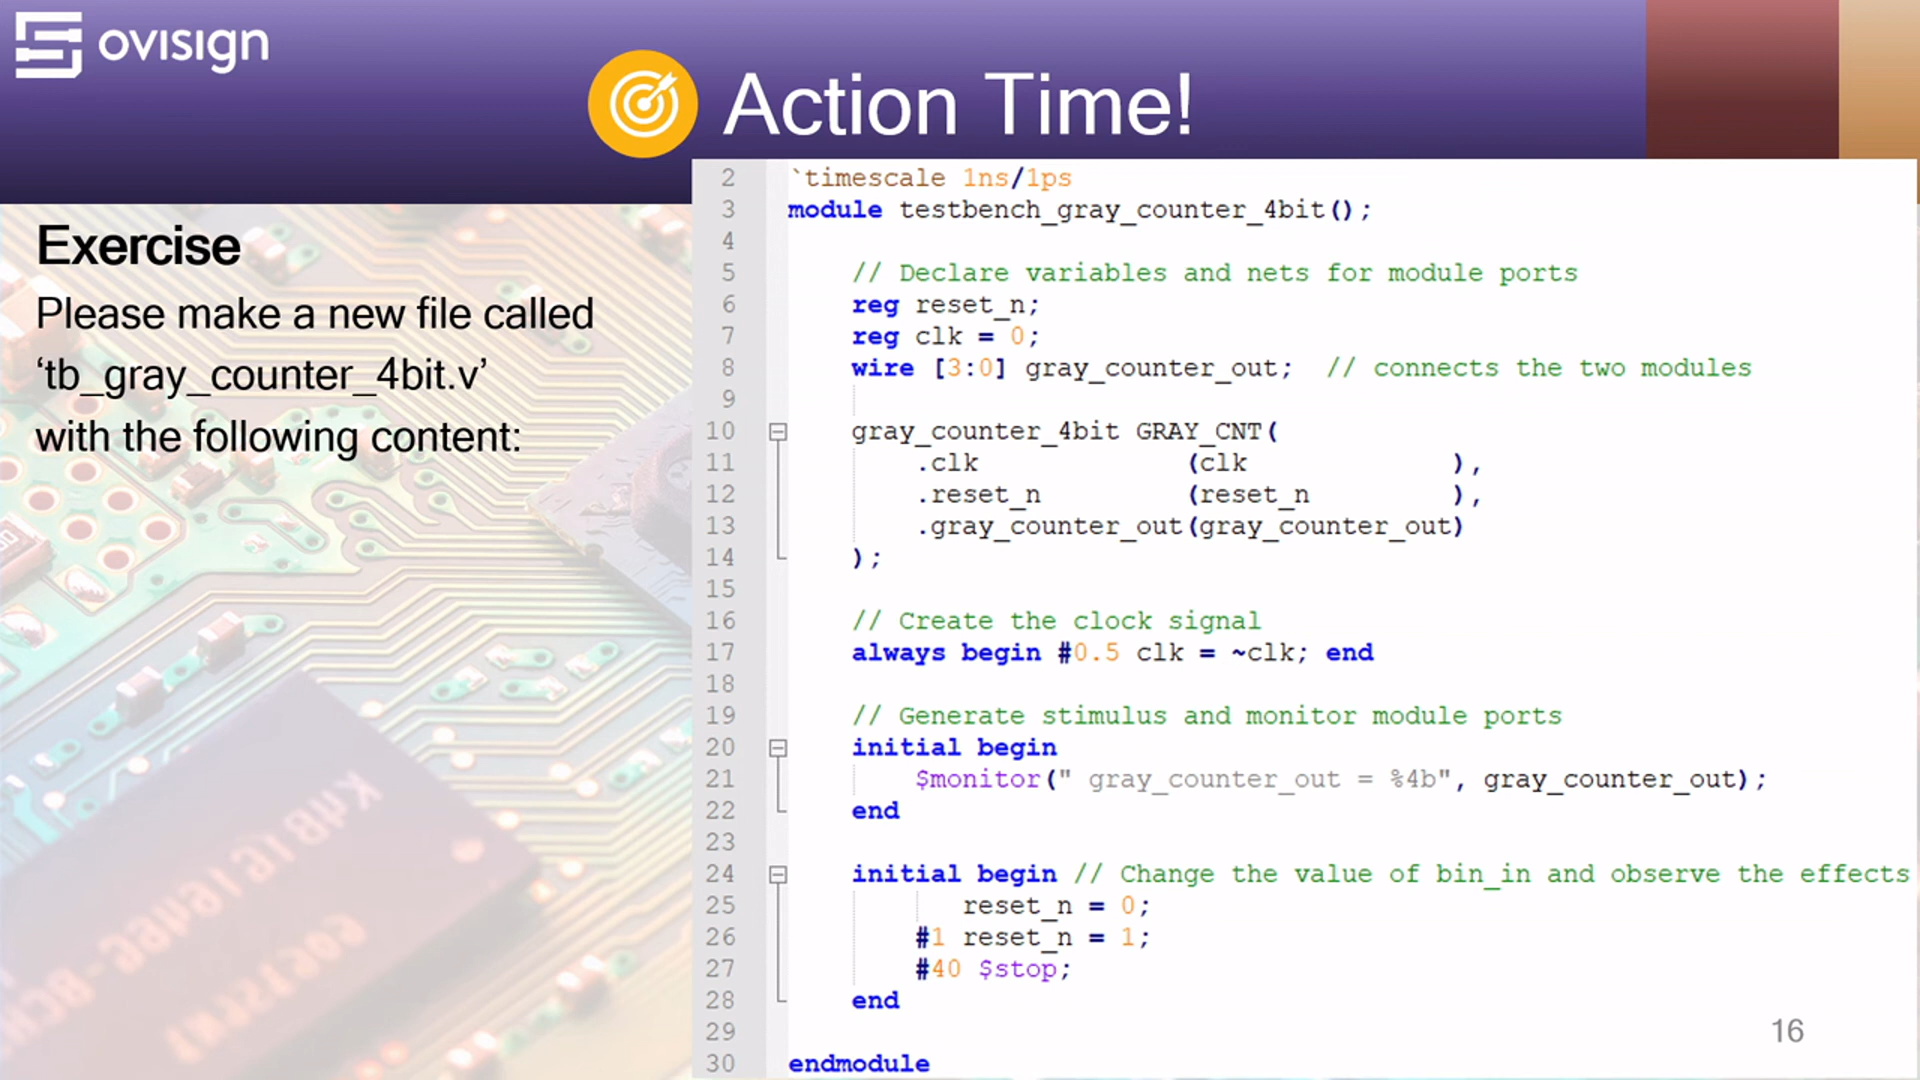 ovisign
Action Time!
Exercise
Please make a new file called
‘tb_gray_counter_4bit.v’
with the following content:
2 `timescale 1ns/1ps
3 module testbench_gray_counter_4bit();
4
5 // Declare variables and nets for module ports
6 reg reset_n;
7 reg clk = 0;
8 wire [3:0] gray_counter_out; // connects the two modules
9
10 gray_counter_4bit GRAY_CNT(
11 .clk (clk ),
12 .reset_n (reset_n ),
13 .gray_counter_out(gray_counter_out)
14 );
15
16 // Create the clock signal
17 always begin #0.5 clk = ~clk; end
18
19 // Generate stimulus and monitor module ports
20 initial begin
21 $monitor(" gray_counter_out = %4b", gray_counter_out);
22 end
23
24 initial begin // Change the value of bin_in and observe the effects
25 reset_n = 0;
26 #1 reset_n = 1;
27 #40 $stop;
28 end
29
30 endmodule
16